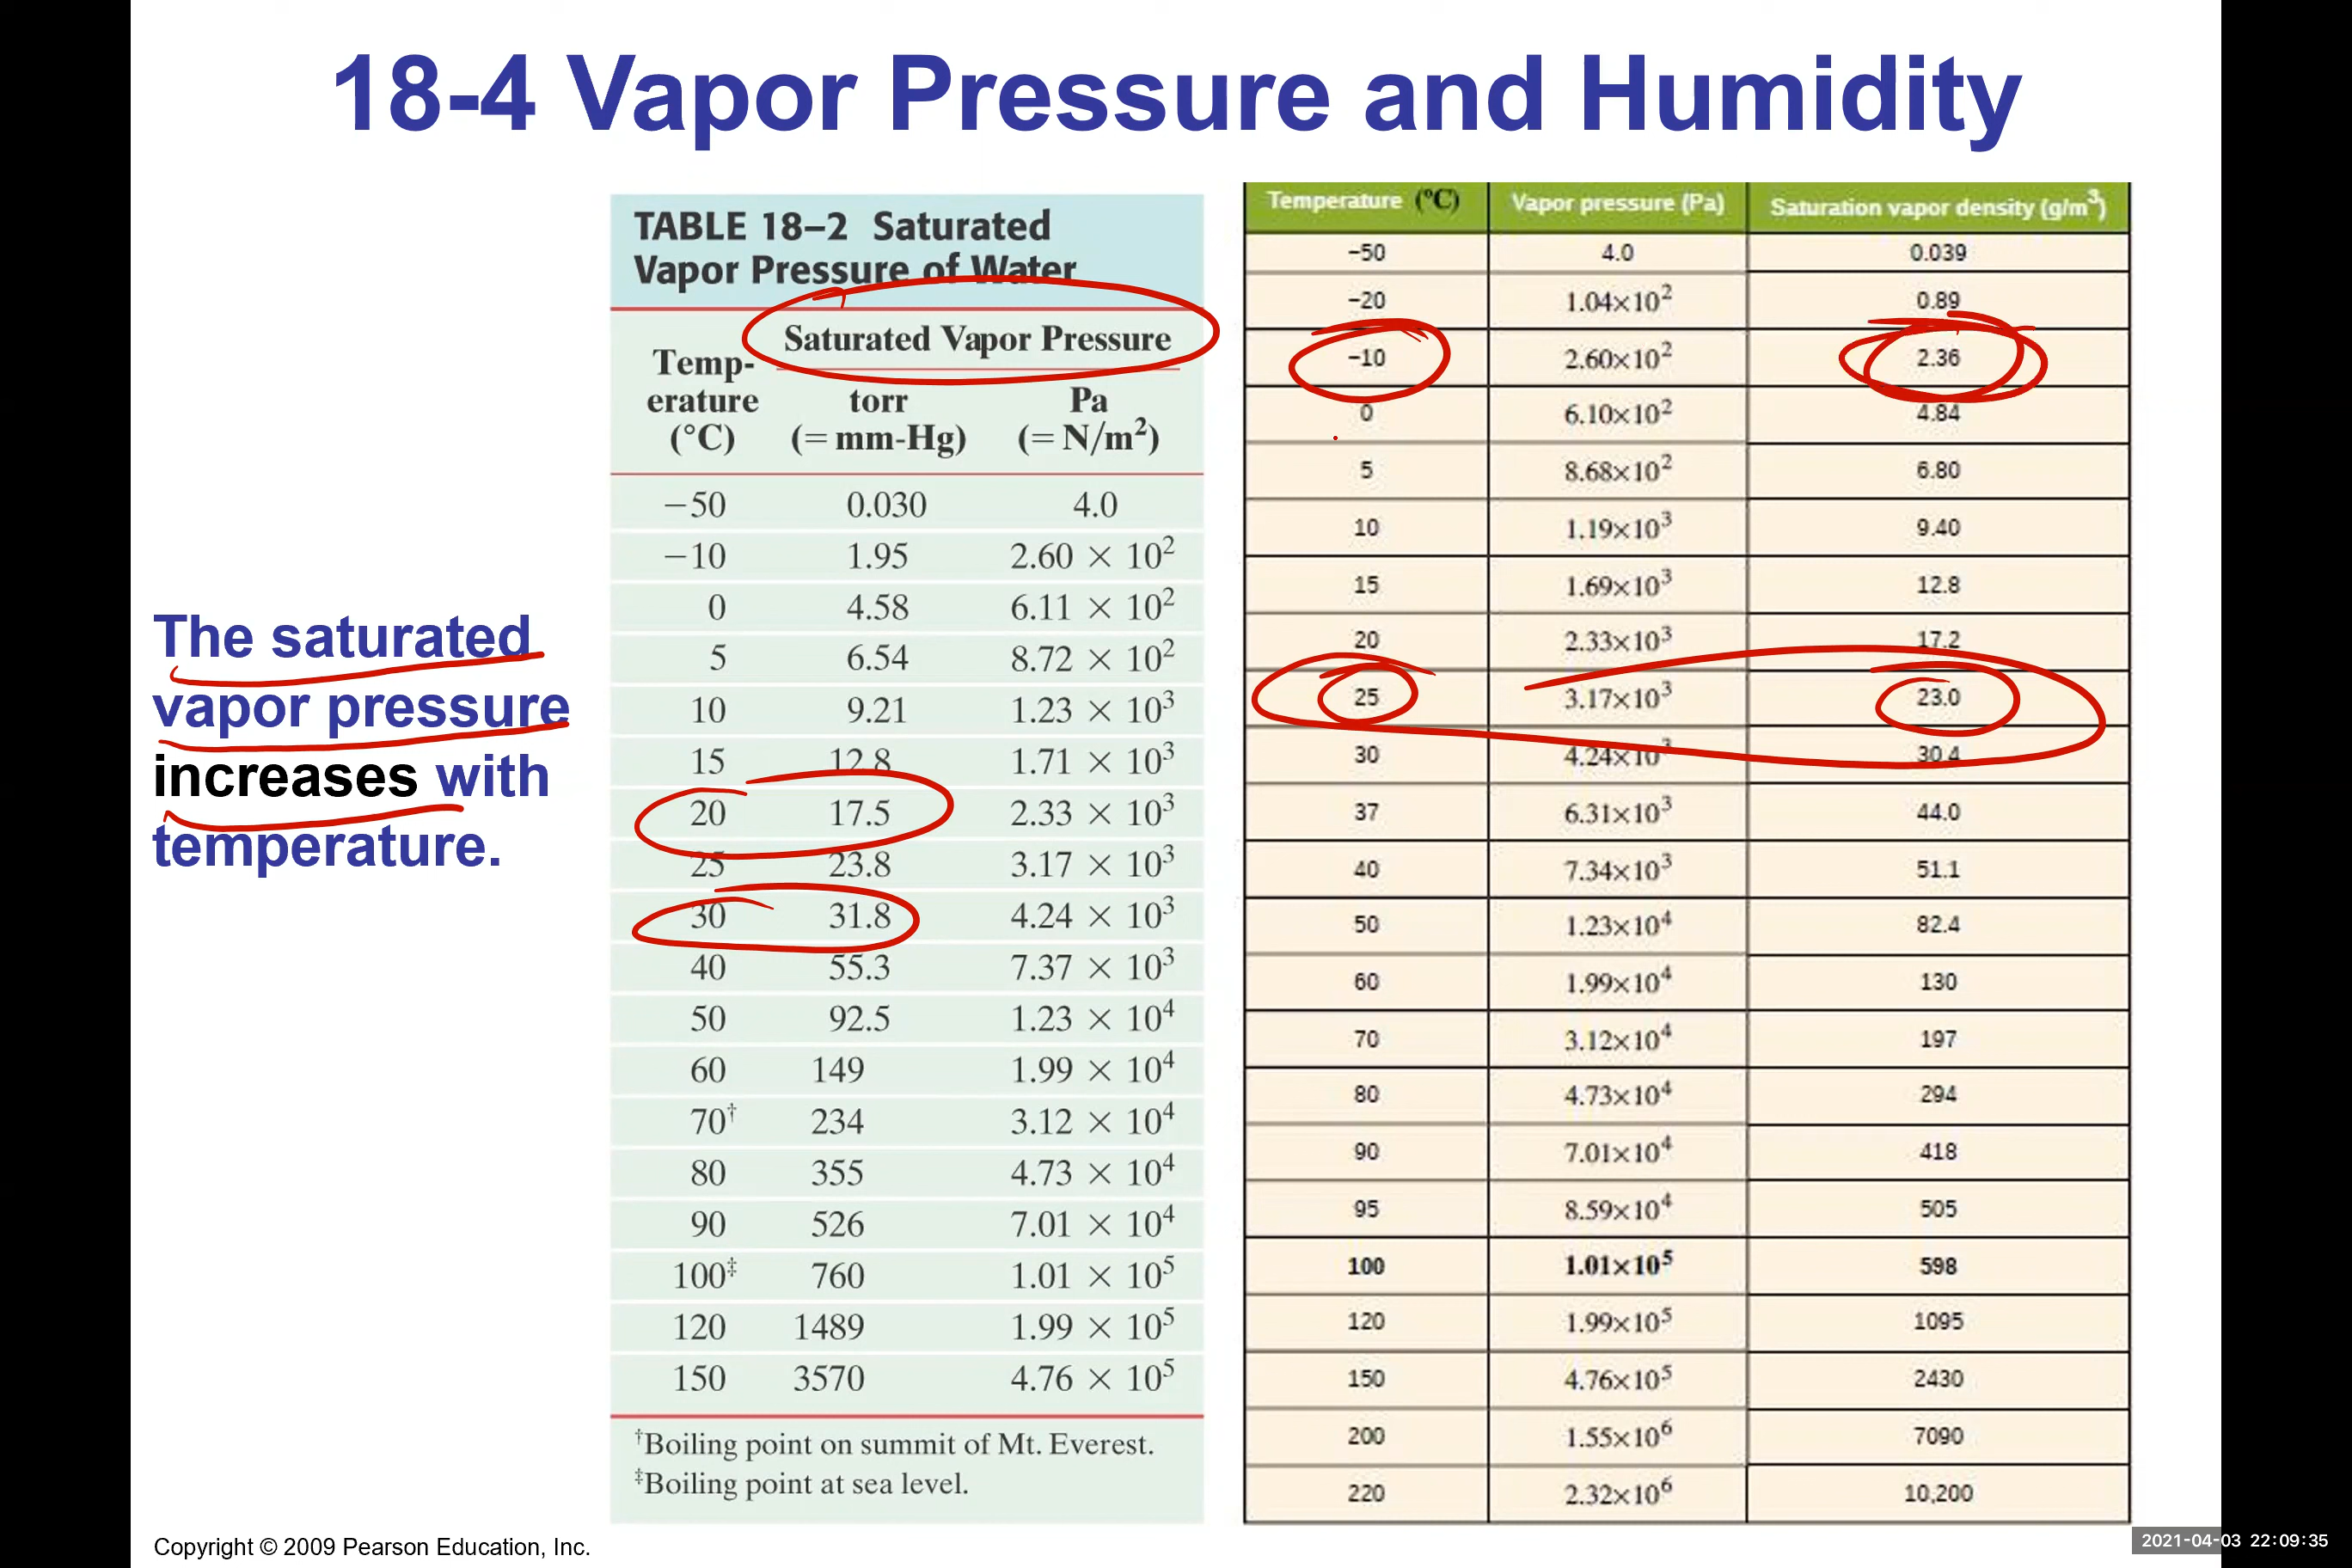 18-4 Vapor Pressure and Humidity
The saturated
vapor pressure
increases with
temperature.
TABLE 18–2 Saturated
Vapor Pressure of Water
Saturated Vapor Pressure
Temp-
erature
(°C)
torr
(= mm-Hg)
Pa
(= N/m²)
−50 0.030 4.0
−10 1.95 2.60 × 10²
0 4.58 6.11 × 10²
5 6.54 8.72 × 10²
10 9.21 1.23 × 10³
15 12.8 1.71 × 10³
20 17.5 2.33 × 10³
25 23.8 3.17 × 10³
30 31.8 4.24 × 10³
40 55.3 7.37 × 10³
50 92.5 1.23 × 10⁴
60 149 1.99 × 10⁴
70† 234 3.12 × 10⁴
80 355 4.73 × 10⁴
90 526 7.01 × 10⁴
100‡ 760 1.01 × 10⁵
120 1489 1.99 × 10⁵
150 3570 4.76 × 10⁵
†Boiling point on summit of Mt. Everest.
‡Boiling point at sea level.
Temperature (°C) Vapor pressure (Pa) Saturation vapor density (g/m³)
−50 4.0 0.039
−20 1.04×10² 0.89
−10 2.60×10² 2.36
0 6.10×10² 4.84
5 8.68×10² 6.80
10 1.19×10³ 9.40
15 1.69×10³ 12.8
20 2.33×10³ 17.2
25 3.17×10³ 23.0
30 4.24×10³ 30.4
37 6.31×10³ 44.0
40 7.34×10³ 51.1
50 1.23×10⁴ 82.4
60 1.99×10⁴ 130
70 3.12×10⁴ 197
80 4.73×10⁴ 294
90 7.01×10⁴ 418
95 8.59×10⁴ 505
100 1.01×10⁵ 598
120 1.99×10⁵ 1095
150 4.76×10⁵ 2430
200 1.55×10⁶ 7090
220 2.32×10⁶ 10,200
Copyright © 2009 Pearson Education, Inc.
2021-04-03 22:09:35